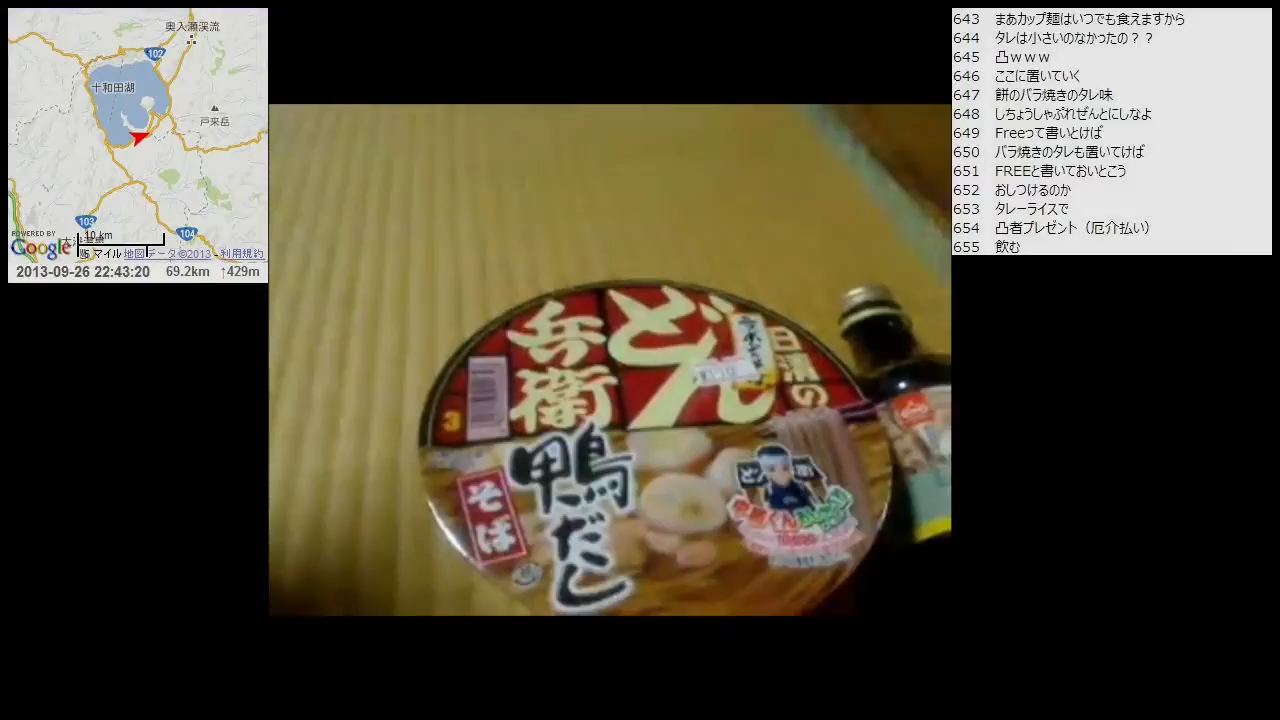 奥入瀬渓流
102
十和田湖
戸来岳
103
104
POWERED BY
Google
10 km
5 マイル
地図データ©2013 - 利用規約
2013-09-26 22:43:20 69.2km ↑429m
643 まあカップ麺はいつでも食えますから
644 タレは小さいのなかったの？？
645 凸ｗｗｗ
646 ここに置いていく
647 餅のバラ焼きのタレ味
648 しちょうしゃぷれぜんとにしなよ
649 Freeって書いとけば
650 バラ焼きのタレも置いてけば
651 FREEと書いておいとこう
652 おしつけるのか
653 タレーライスで
654 凸者プレゼント（厄介払い）
655 飲む
日清の
どん
兵衛
3
鴨だし
そば